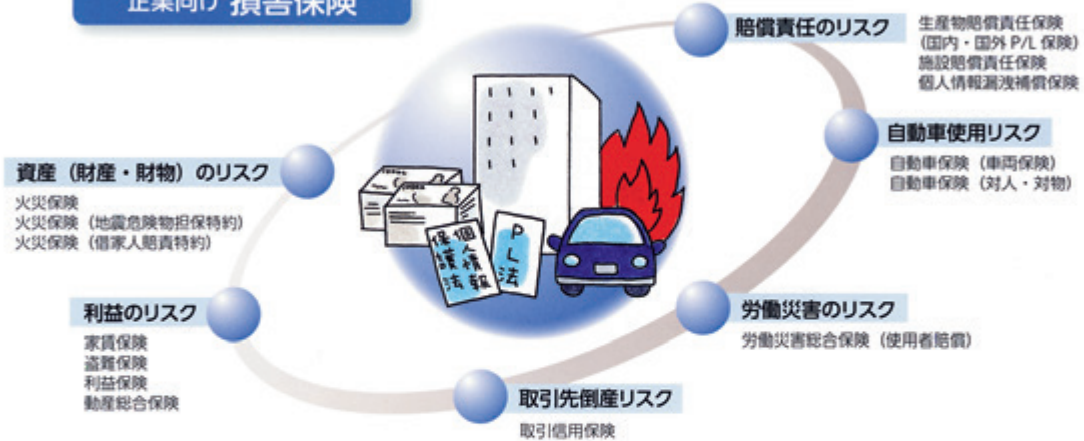 企業向け 損害保険
賠償責任のリスク
生産物賠償責任保険
(国内・国外 P/L 保険)
施設賠償責任保険
個人情報漏洩補償保険
自動車使用リスク
自動車保険（車両保険）
自動車保険（対人・対物）
労働災害のリスク
労働災害総合保険（使用者賠償）
取引先倒産リスク
取引信用保険
利益のリスク
家賃保険
盗難保険
利益保険
動産総合保険
資産（財産・財物）のリスク
火災保険
火災保険（地震危険物担保特約）
火災保険（借家人賠責特約）
個人情報
保護法
PL法